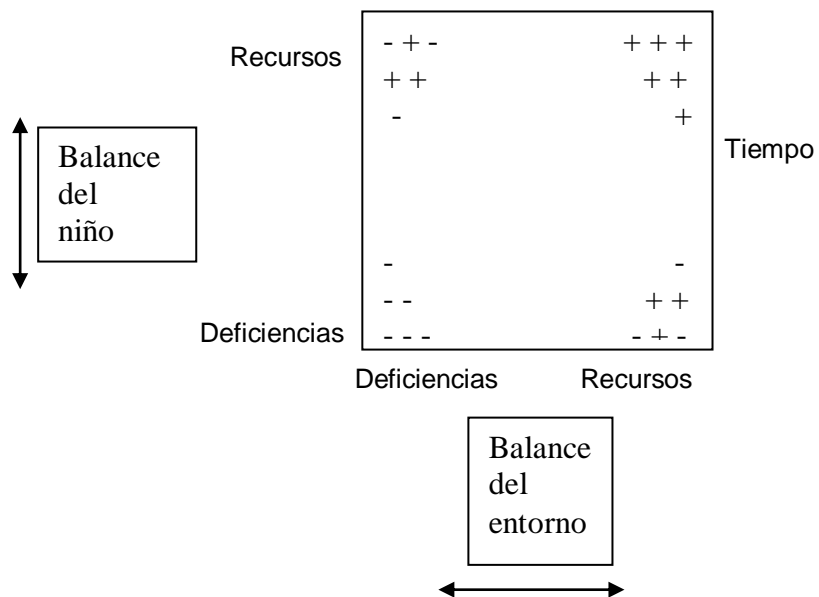 Recursos
- + -
+ + +
+ +
+ +
-
+
Tiempo
Balance
del
niño
-
-
- -
+ +
Deficiencias
- - -
- + -
Deficiencias
Recursos
Balance
del
entorno